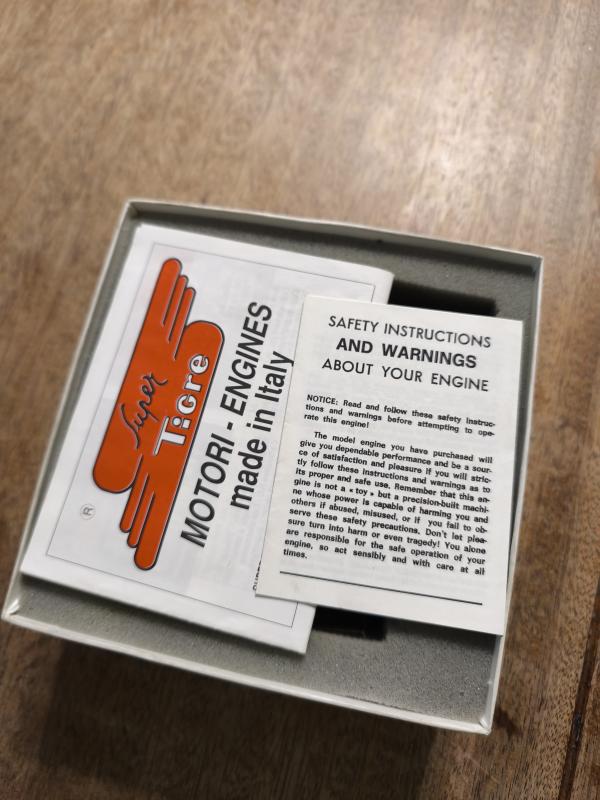 Super
Tigre
®
MOTORI - ENGINES
made in Italy
SAFETY INSTRUCTIONS
AND WARNINGS
ABOUT YOUR ENGINE
NOTICE: Read and follow these safety instruc-
tions and warnings before attempting to ope-
rate this engine!
The model engine you have purchased will
give you dependable performance and be a sour-
ce of satisfaction and pleasure if you will stric-
tly follow these instructions and warnings as to
its proper and safe use. Remember that this en-
gine is not a « toy » but a precision-built machi-
ne whose power is capable of harming you and
others if abused, misused, or if you fail to ob-
serve these safety precautions. Don't let plea-
sure turn into harm or even tragedy! You alone
are responsible for the safe operation of your
engine, so act sensibly and with care at all
times.